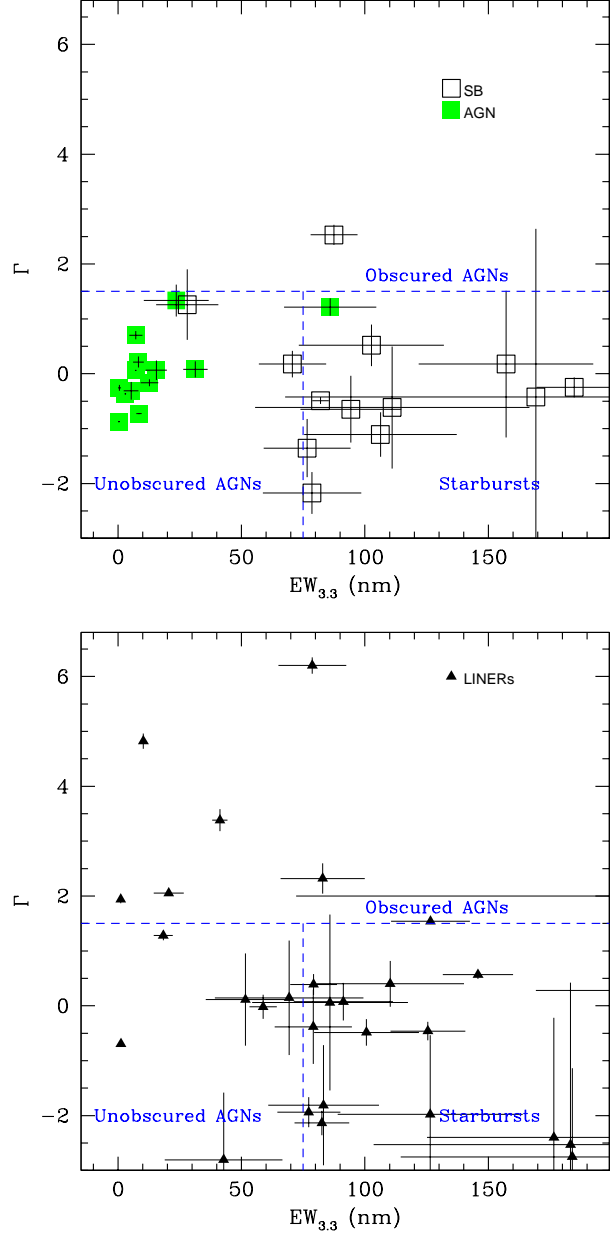 6
4
2
0
−2
Γ
SB
AGN
Obscured AGNs
Unobscured AGNs
Starbursts
0
50
100
150
EW3.3 (nm)
6
4
2
0
−2
Γ
LINERs
Obscured AGNs
Unobscured AGNs
Starbursts
0
50
100
150
EW3.3 (nm)